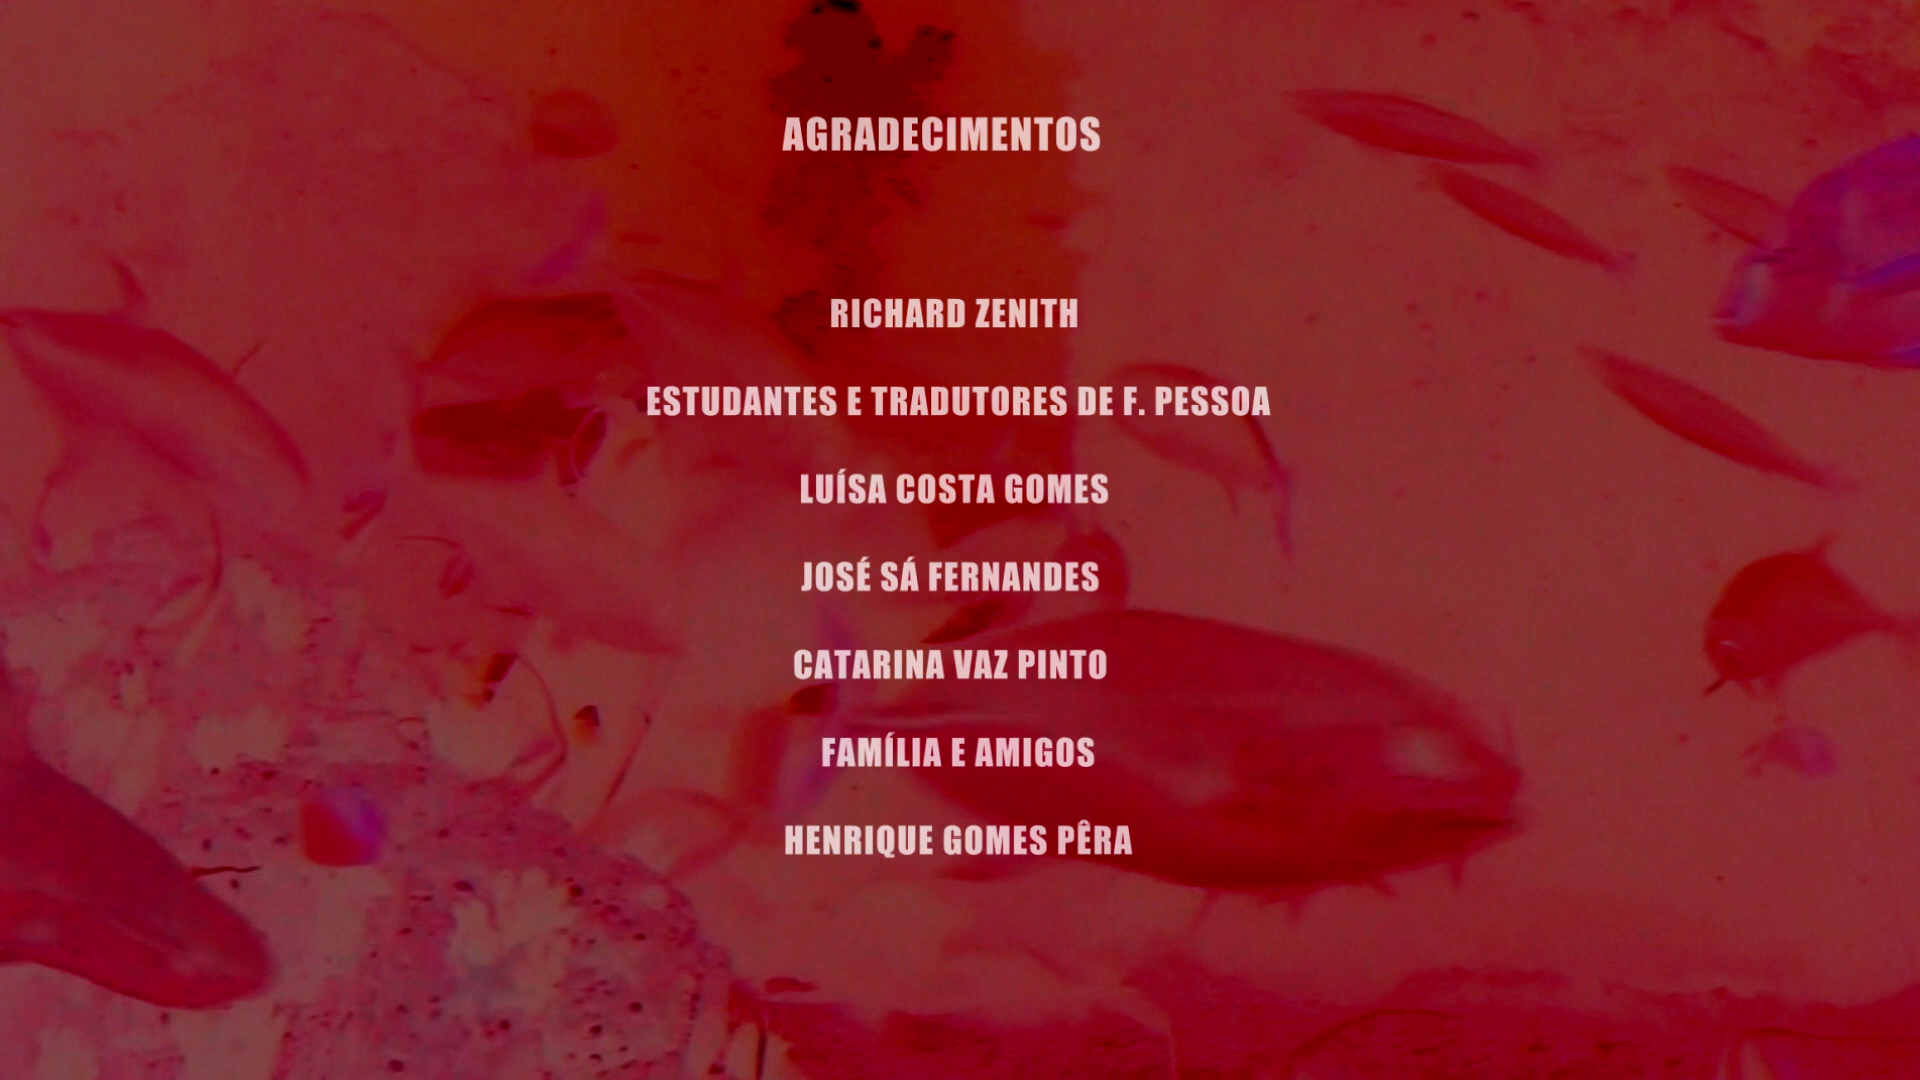 AGRADECIMENTOS
RICHARD ZENITH
ESTUDANTES E TRADUTORES DE F. PESSOA
LUÍSA COSTA GOMES
JOSÉ SÁ FERNANDES
CATARINA VAZ PINTO
FAMÍLIA E AMIGOS
HENRIQUE GOMES PÊRA